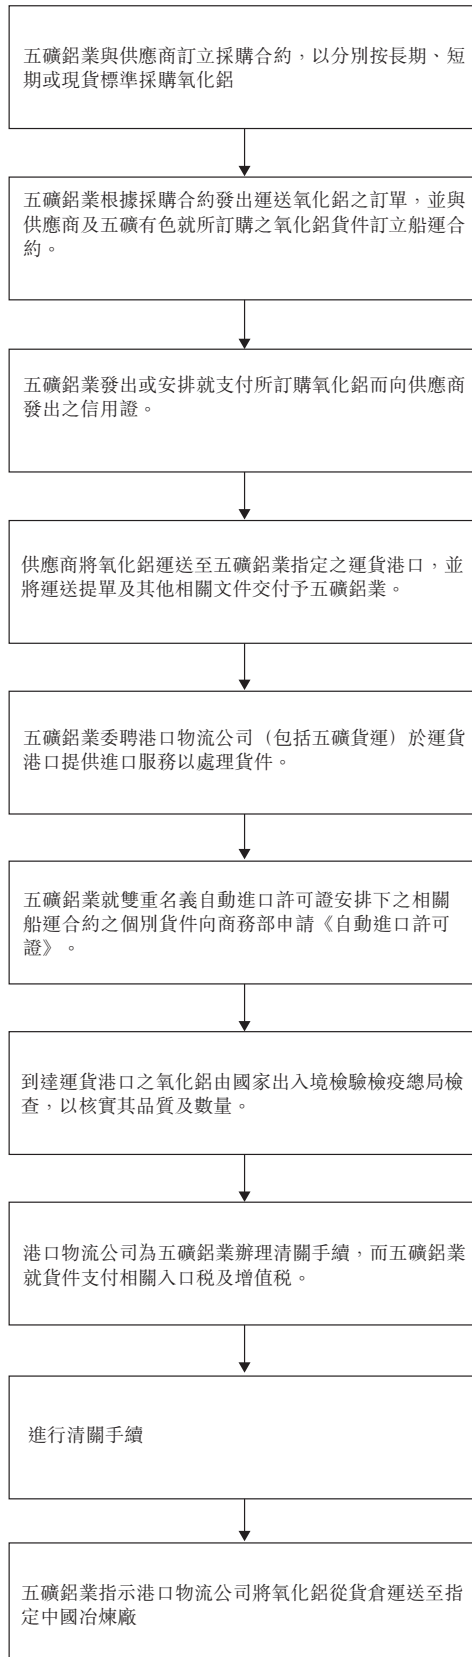 五礦鋁業與供應商訂立採購合約，以分別按長期、短
期或現貨標準採購氧化鋁
五礦鋁業根據採購合約發出運送氧化鋁之訂單，並與
供應商及五礦有色就所訂購之氧化鋁貨件訂立船運合
約。
五礦鋁業發出或安排就支付所訂購氧化鋁而向供應商
發出之信用證。
供應商將氧化鋁運送至五礦鋁業指定之運貨港口，並
將運送提單及其他相關文件交付予五礦鋁業。
五礦鋁業委聘港口物流公司（包括五礦貨運）於運貨
港口提供進口服務以處理貨件。
五礦鋁業就雙重名義自動進口許可證安排下之相關
船運合約之個別貨件向商務部申請《自動進口許可
證》。
到達運貨港口之氧化鋁由國家出入境檢驗檢疫總局檢
查，以核實其品質及數量。
港口物流公司為五礦鋁業辦理清關手續，而五礦鋁業
就貨件支付相關入口稅及增值稅。
進行清關手續
五礦鋁業指示港口物流公司將氧化鋁從貨倉運送至指
定中國冶煉廠